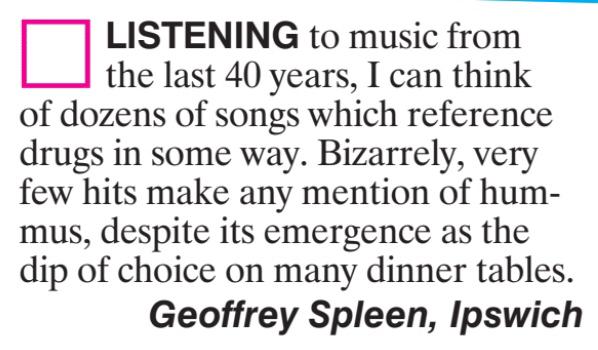 LISTENING to music from
the last 40 years, I can think
of dozens of songs which reference
drugs in some way. Bizarrely, very
few hits make any mention of hum-
mus, despite its emergence as the
dip of choice on many dinner tables.
Geoffrey Spleen, Ipswich